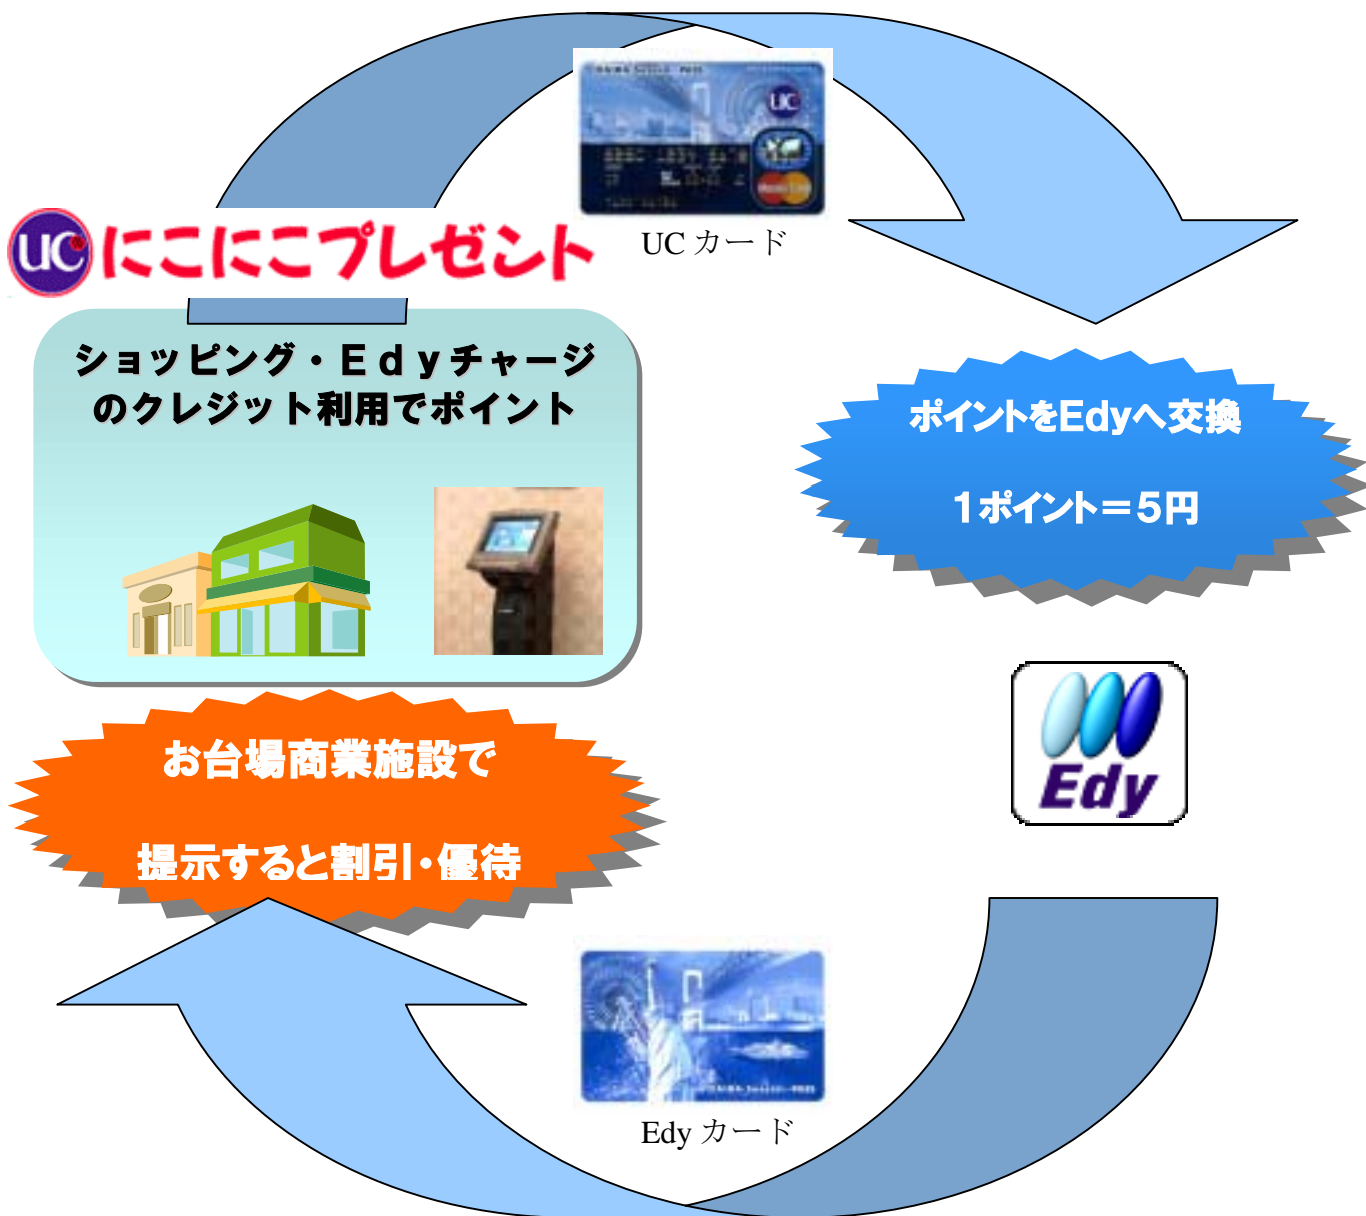 UC
UC カード
UC にこにこプレゼント
ショッピング・Edyチャージ
のクレジット利用でポイント
ポイントをEdyへ交換
1ポイント＝5円
お台場商業施設で
提示すると割引・優待
Edy
Edy カード